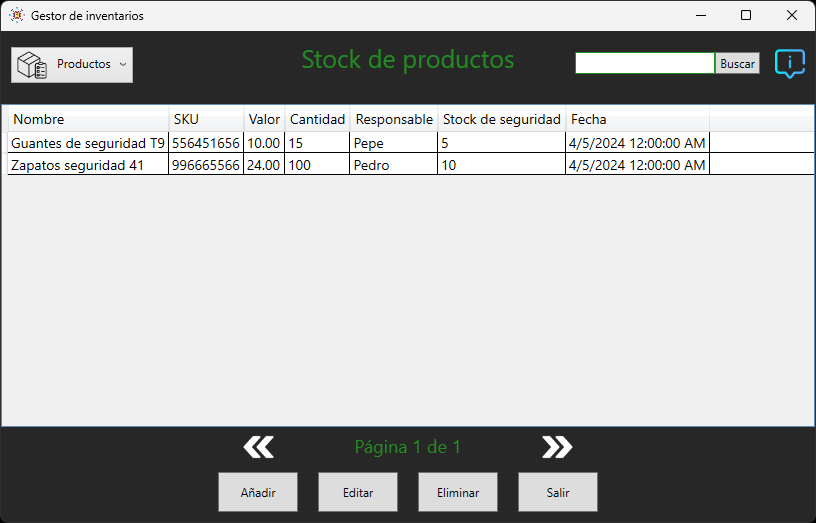 Gestor de inventarios
Productos
Stock de productos
Buscar
Nombre SKU Valor Cantidad Responsable Stock de seguridad Fecha
Guantes de seguridad T9 556451656 10.00 15 Pepe 5 4/5/2024 12:00:00 AM
Zapatos seguridad 41 996665566 24.00 100 Pedro 10 4/5/2024 12:00:00 AM
Página 1 de 1
Añadir Editar Eliminar Salir